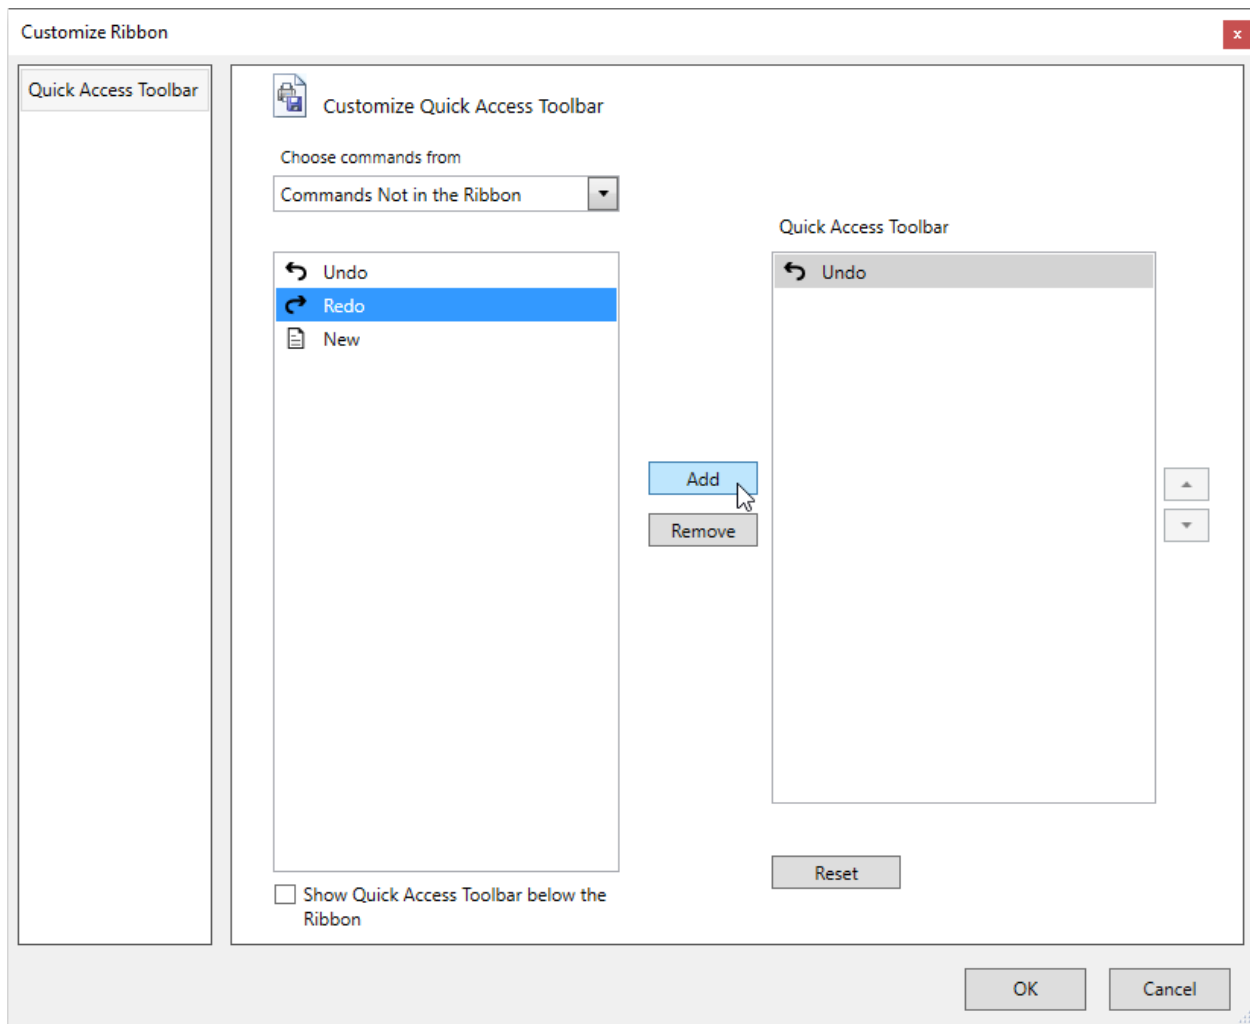 Customize Ribbon
x
Quick Access Toolbar
Customize Quick Access Toolbar
Choose commands from
Commands Not in the Ribbon
Quick Access Toolbar
Undo
Redo
New
Undo
Add
Remove
Reset
Show Quick Access Toolbar below the
Ribbon
OK
Cancel